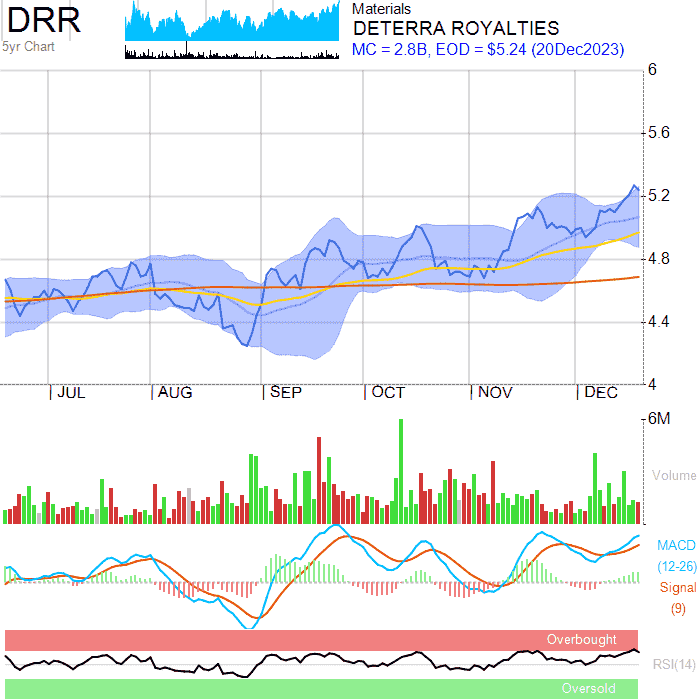 DRR
5yr Chart
Materials
DETERRA ROYALTIES
MC = 2.8B, EOD = $5.24 (20Dec2023)
6
5.6
5.2
4.8
4.4
4
JUL AUG SEP OCT NOV DEC
6M
Volume
MACD
(12-26)
Signal
(9)
Overbought
RSI(14)
Oversold